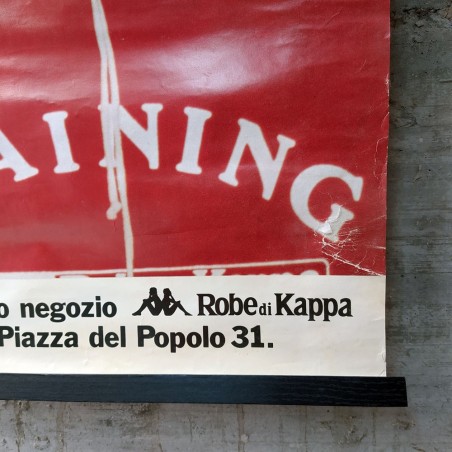 AINING
o negozio Robe di Kappa
Piazza del Popolo 31.